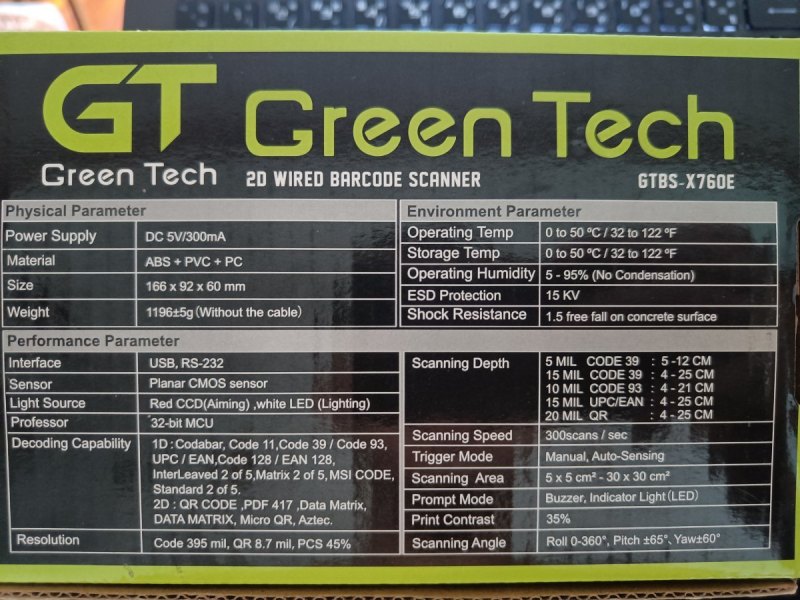 GT Green Tech
Green Tech 2D WIRED BARCODE SCANNER GTBS-X760E
Physical Parameter
Power Supply DC 5V/300mA
Material ABS + PVC + PC
Size 166 x 92 x 60 mm
Weight 1196±5g (Without the cable)
Environment Parameter
Operating Temp 0 to 50 ºC / 32 to 122 ºF
Storage Temp 0 to 50 ºC / 32 to 122 ºF
Operating Humidity 5 - 95% (No Condensation)
ESD Protection 15 KV
Shock Resistance 1.5 free fall on concrete surface
Performance Parameter
Interface USB, RS-232
Sensor Planar CMOS sensor
Light Source Red CCD(Aiming) ,white LED (Lighting)
Professor 32-bit MCU
Decoding Capability 1D : Codabar, Code 11,Code 39 / Code 93,
UPC / EAN,Code 128 / EAN 128,
InterLeaved 2 of 5,Matrix 2 of 5,MSI CODE,
Standard 2 of 5.
2D : QR CODE ,PDF 417 ,Data Matrix,
DATA MATRIX, Micro QR, Aztec.
Resolution Code 395 mil, QR 8.7 mil, PCS 45%
Scanning Depth 5 MIL CODE 39 : 5 -12 CM
15 MIL CODE 39 : 4 - 25 CM
10 MIL CODE 93 : 4 - 21 CM
15 MIL UPC/EAN : 4 - 25 CM
20 MIL QR : 4 - 25 CM
Scanning Speed 300scans / sec
Trigger Mode Manual, Auto-Sensing
Scanning Area 5 x 5 cm² - 30 x 30 cm²
Prompt Mode Buzzer, Indicator Light (LED)
Print Contrast 35%
Scanning Angle Roll 0-360°, Pitch ±65°, Yaw±60°